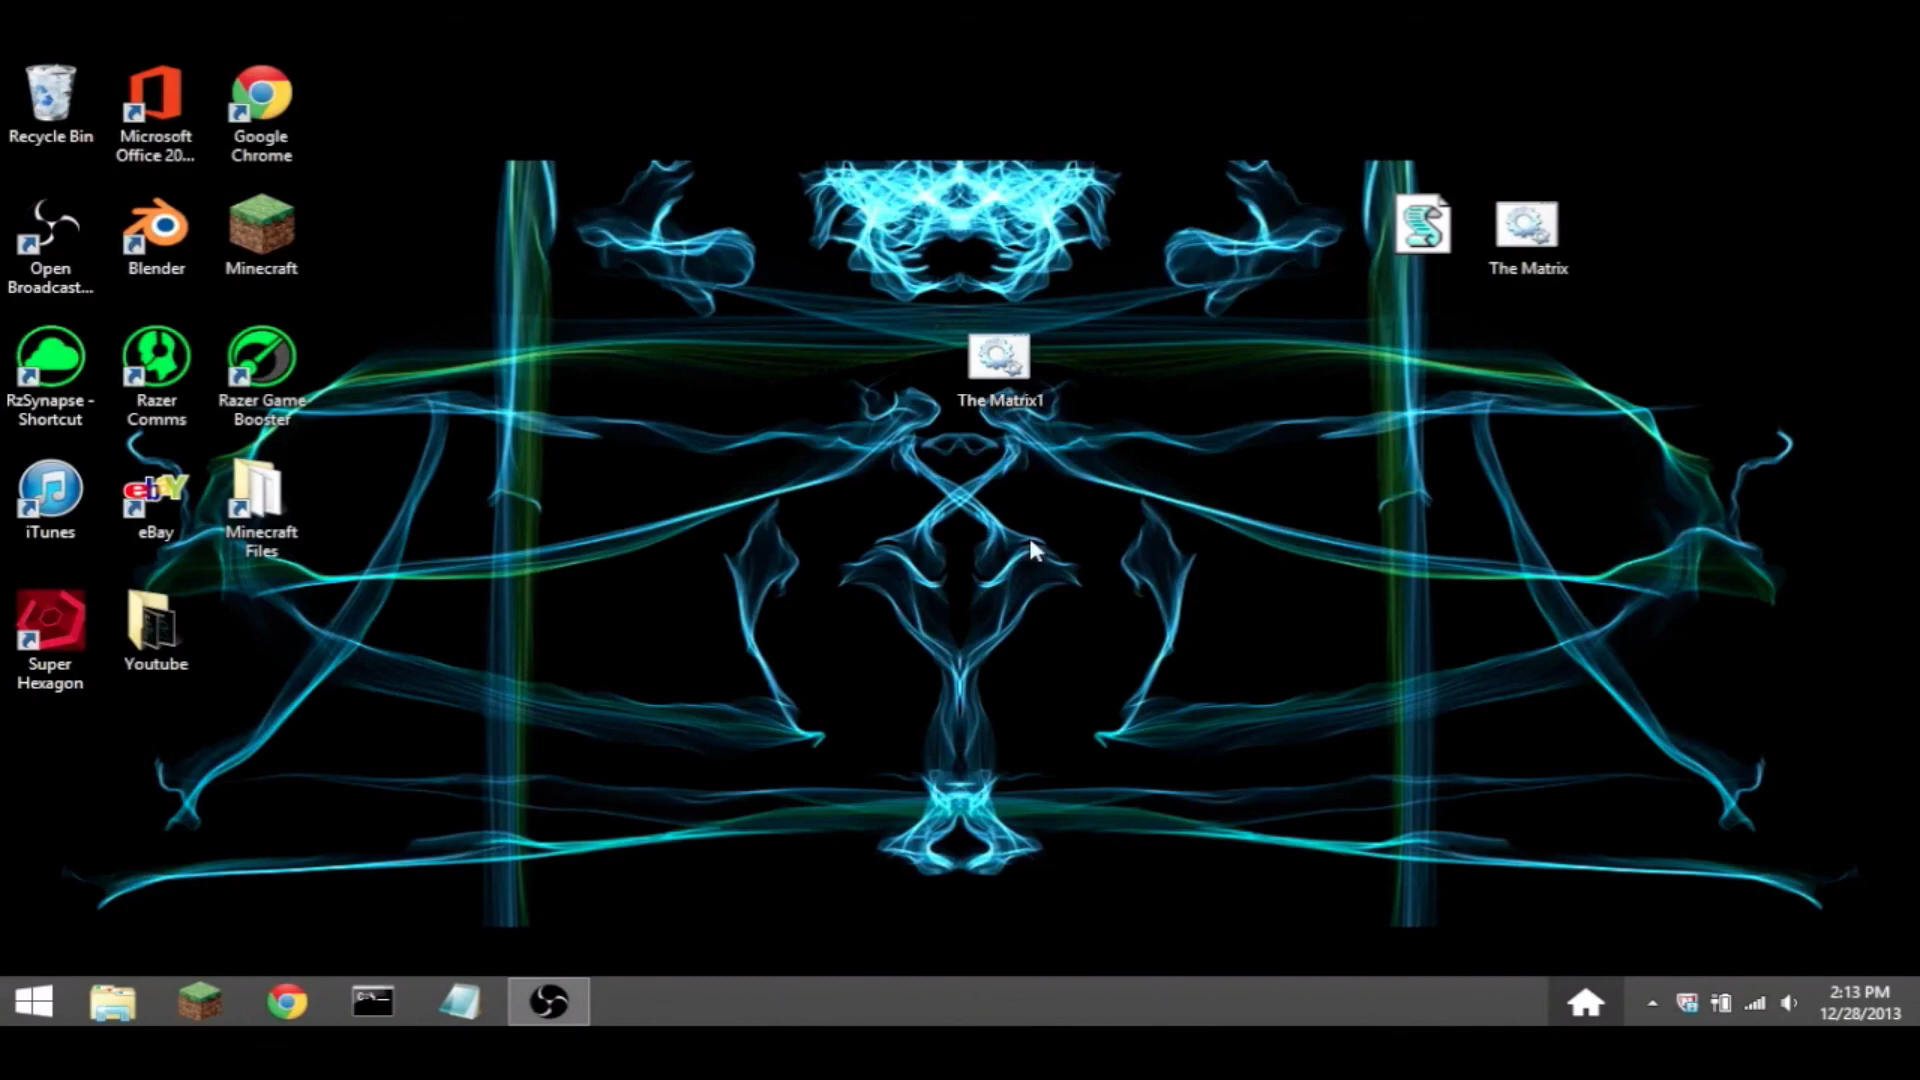 Recycle Bin
Microsoft
Office 20...
Google
Chrome
Open
Broadcast...
Blender
Minecraft
The Matrix
The Matrix1
RzSynapse -
Shortcut
Razer
Comms
Razer Game
Booster
iTunes
ebay
eBay
Minecraft
Files
Super
Hexagon
Youtube
C:\
2:13 PM
12/28/2013